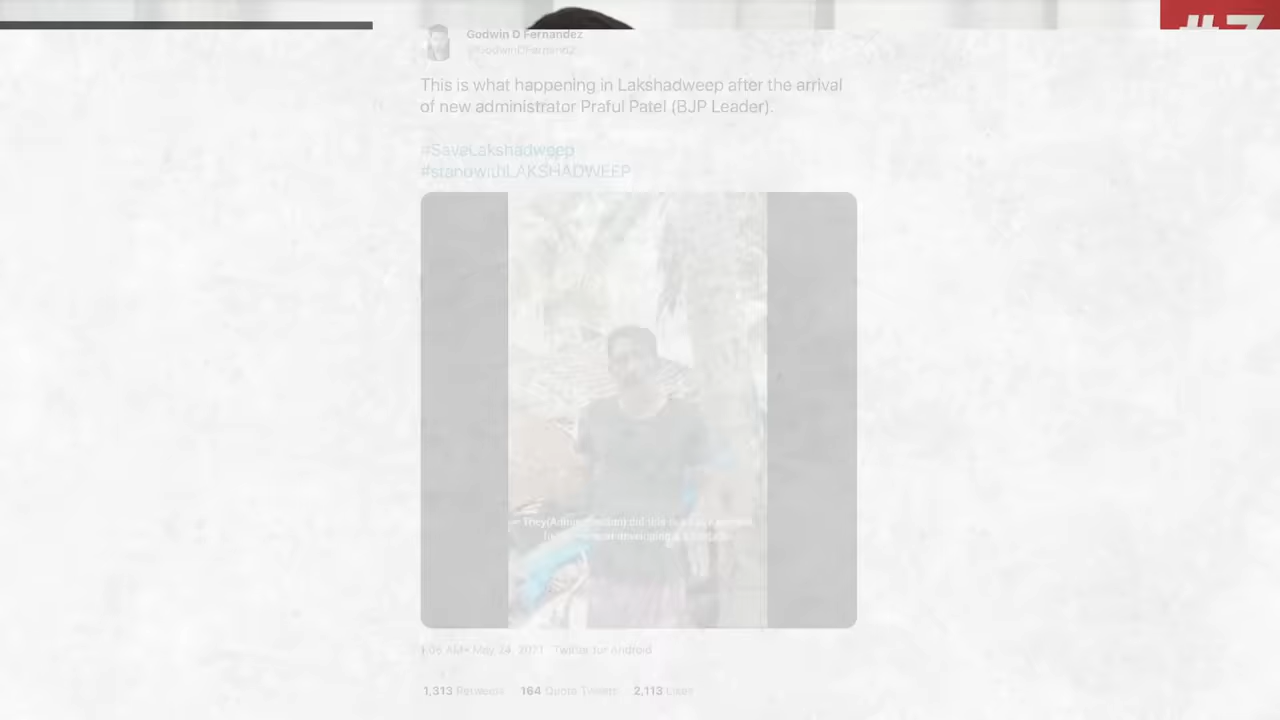 #7
Godwin D Fernandez
This is what happening in Lakshadweep after the arrival
of new administrator Praful Patel (BJP Leader).
#SaveLakshadweep
#standwithLAKSHADWEEP
They
1:06 AM • May 24, 2021 Twitter for Android
1,313 Retweets 164 Quote Tweets 2,113 Likes